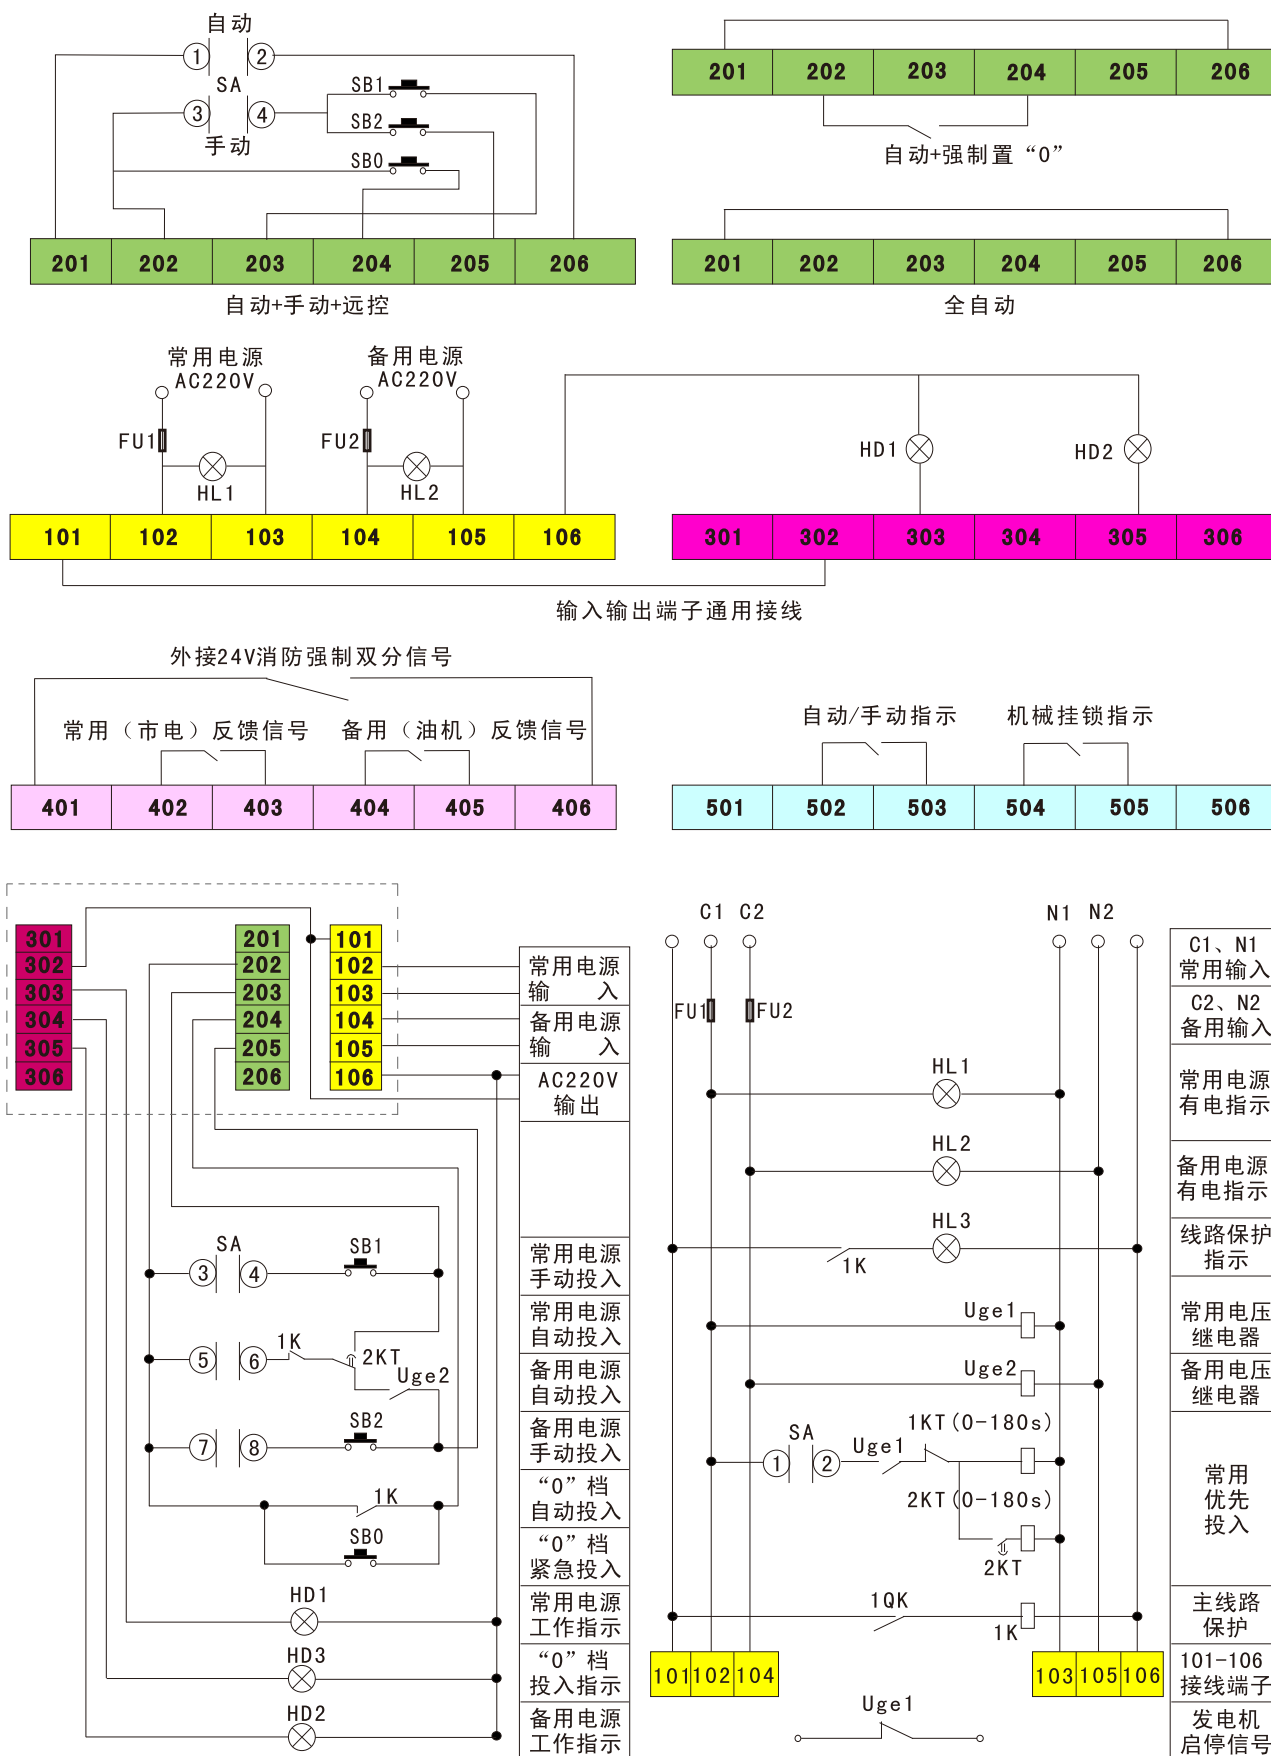 自动
1 2
SA
3 4
手动
SB1
SB2
SB0
201 202 203 204 205 206
自动+手动+远控
201 202 203 204 205 206
自动+强制置“0”
201 202 203 204 205 206
全自动
常用电源
AC220V
备用电源
AC220V
FU1
HL1
FU2
HL2
HD1
HD2
101 102 103 104 105 106
301 302 303 304 305 306
输入输出端子通用接线
外接24V消防强制双分信号
常用（市电）反馈信号
备用（油机）反馈信号
401 402 403 404 405 406
自动/手动指示
机械挂锁指示
501 502 503 504 505 506
301
302
303
304
305
306
201
202
203
204
205
206
101
102
103
104
105
106
常用电源
输 入
备用电源
输 入
AC220V
输出
SA
3 4
SB1
常用电源
手动投入
5 6
1K
2KT
Uge2
常用电源
自动投入
备用电源
自动投入
7 8
SB2
备用电源
手动投入
1K
“0”档
自动投入
SB0
“0”档
紧急投入
HD1
常用电源
工作指示
HD3
“0”档
投入指示
HD2
备用电源
工作指示
C1 C2
N1 N2
C1、N1
常用输入
FU1
FU2
C2、N2
备用输入
HL1
常用电源
有电指示
HL2
备用电源
有电指示
HL3
1K
线路保护
指示
Uge1
常用电压
继电器
Uge2
备用电压
继电器
1KT(0-180s)
SA
1 2
Uge1
2KT(0-180s)
2KT
常用
优先
投入
1QK
1K
主线路
保护
101 102 104
103 105 106
101-106
接线端子
Uge1
发电机
启停信号